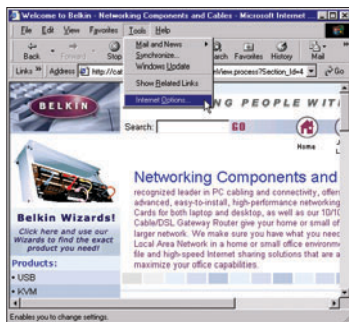 Welcome to Belkin - Networking Components and Cables - Microsoft Internet
File Edit View Favorites Tools Help
Back Stop arch Favorites History Mail
Mail and News
Synchronize...
Windows Update
Show Related Links
Internet Options...
Links » Address http://cat nView.process?Section_Id=4 Go
BELKIN
NG PEOPLE WIT
Search: GO
Home
Networking Components and
recognized leader in PC cabling and connectivity, offer
advanced, easy-to-install, high-performance networking
Cards for both laptop and desktop, as well as our 10/10
Cable/DSL Gateway Router give your home or small of
larger network. We make sure you have what you need
Local Area Network in a home or small office environm
file and high-speed Internet sharing solutions that are a
maximize your office capabilities.
Belkin Wizards!
Click here and use our
Wizards to find the exact
product you need!
Products:
• USB
• KVM
Enables you to change settings.